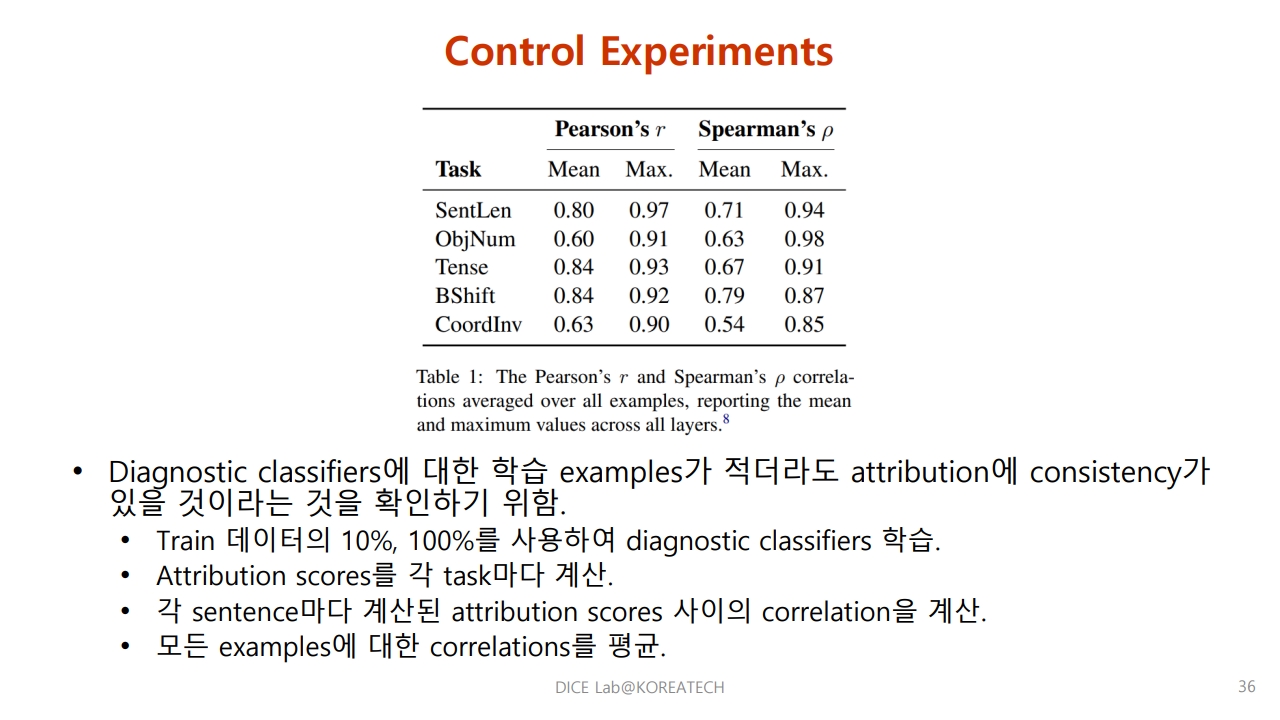 Control Experiments
Pearson's r Spearman's ρ
Task Mean Max. Mean Max.
SentLen 0.80 0.97 0.71 0.94
ObjNum 0.60 0.91 0.63 0.98
Tense 0.84 0.93 0.67 0.91
BShift 0.84 0.92 0.79 0.87
CoordInv 0.63 0.90 0.54 0.85
Table 1: The Pearson's r and Spearman's ρ correla-
tions averaged over all examples, reporting the mean
and maximum values across all layers.8
• Diagnostic classifiers에 대한 학습 examples가 적더라도 attribution에 consistency가
있을 것이라는 것을 확인하기 위함.
• Train 데이터의 10%, 100%를 사용하여 diagnostic classifiers 학습.
• Attribution scores를 각 task마다 계산.
• 각 sentence마다 계산된 attribution scores 사이의 correlation을 계산.
• 모든 examples에 대한 correlations를 평균.
DICE Lab@KOREATECH
36